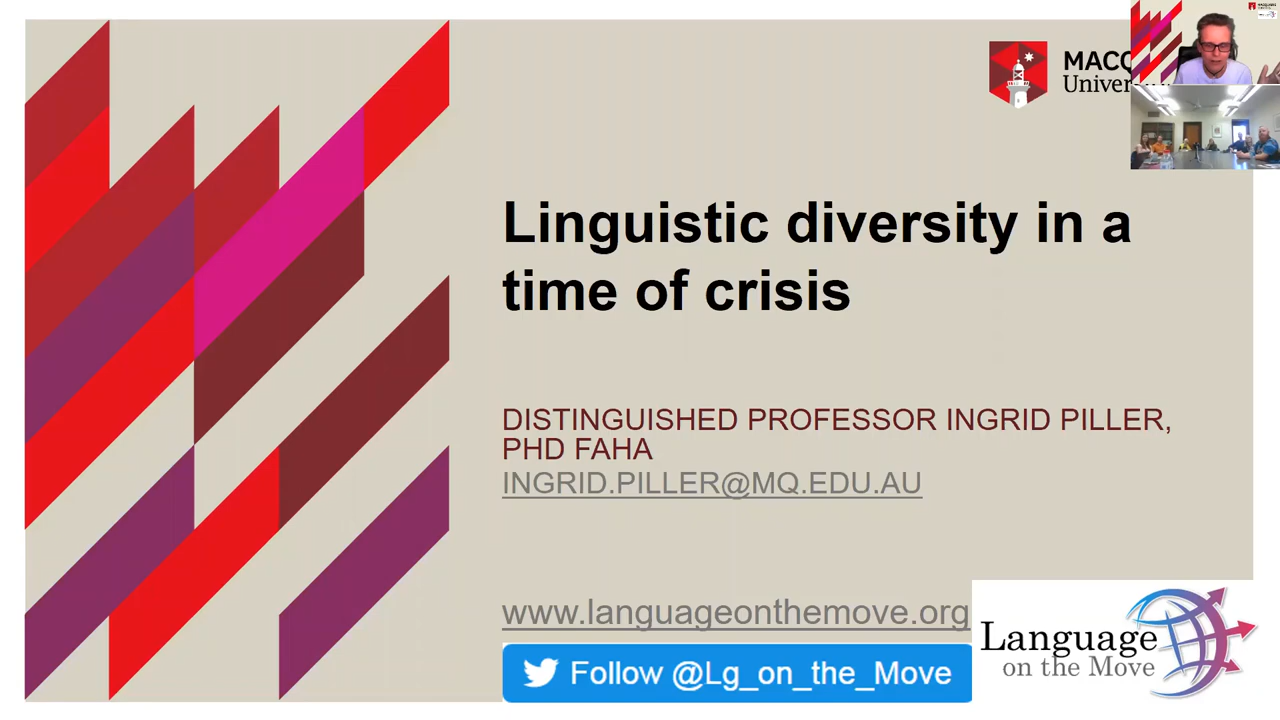 Linguistic diversity in a
time of crisis
DISTINGUISHED PROFESSOR INGRID PILLER,
PHD FAHA
INGRID.PILLER@MQ.EDU.AU
www.languageonthemove.org
Follow @Lg_on_the_Move
Language
on the Move